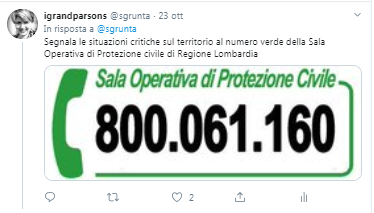 igrandparsons @sgrunta · 23 ott
In risposta a @sgrunta
Segnala le situazioni critiche sul territorio al numero verde della Sala
Operativa di Protezione civile di Regione Lombardia
Sala Operativa di Protezione Civile
800.061.160
2